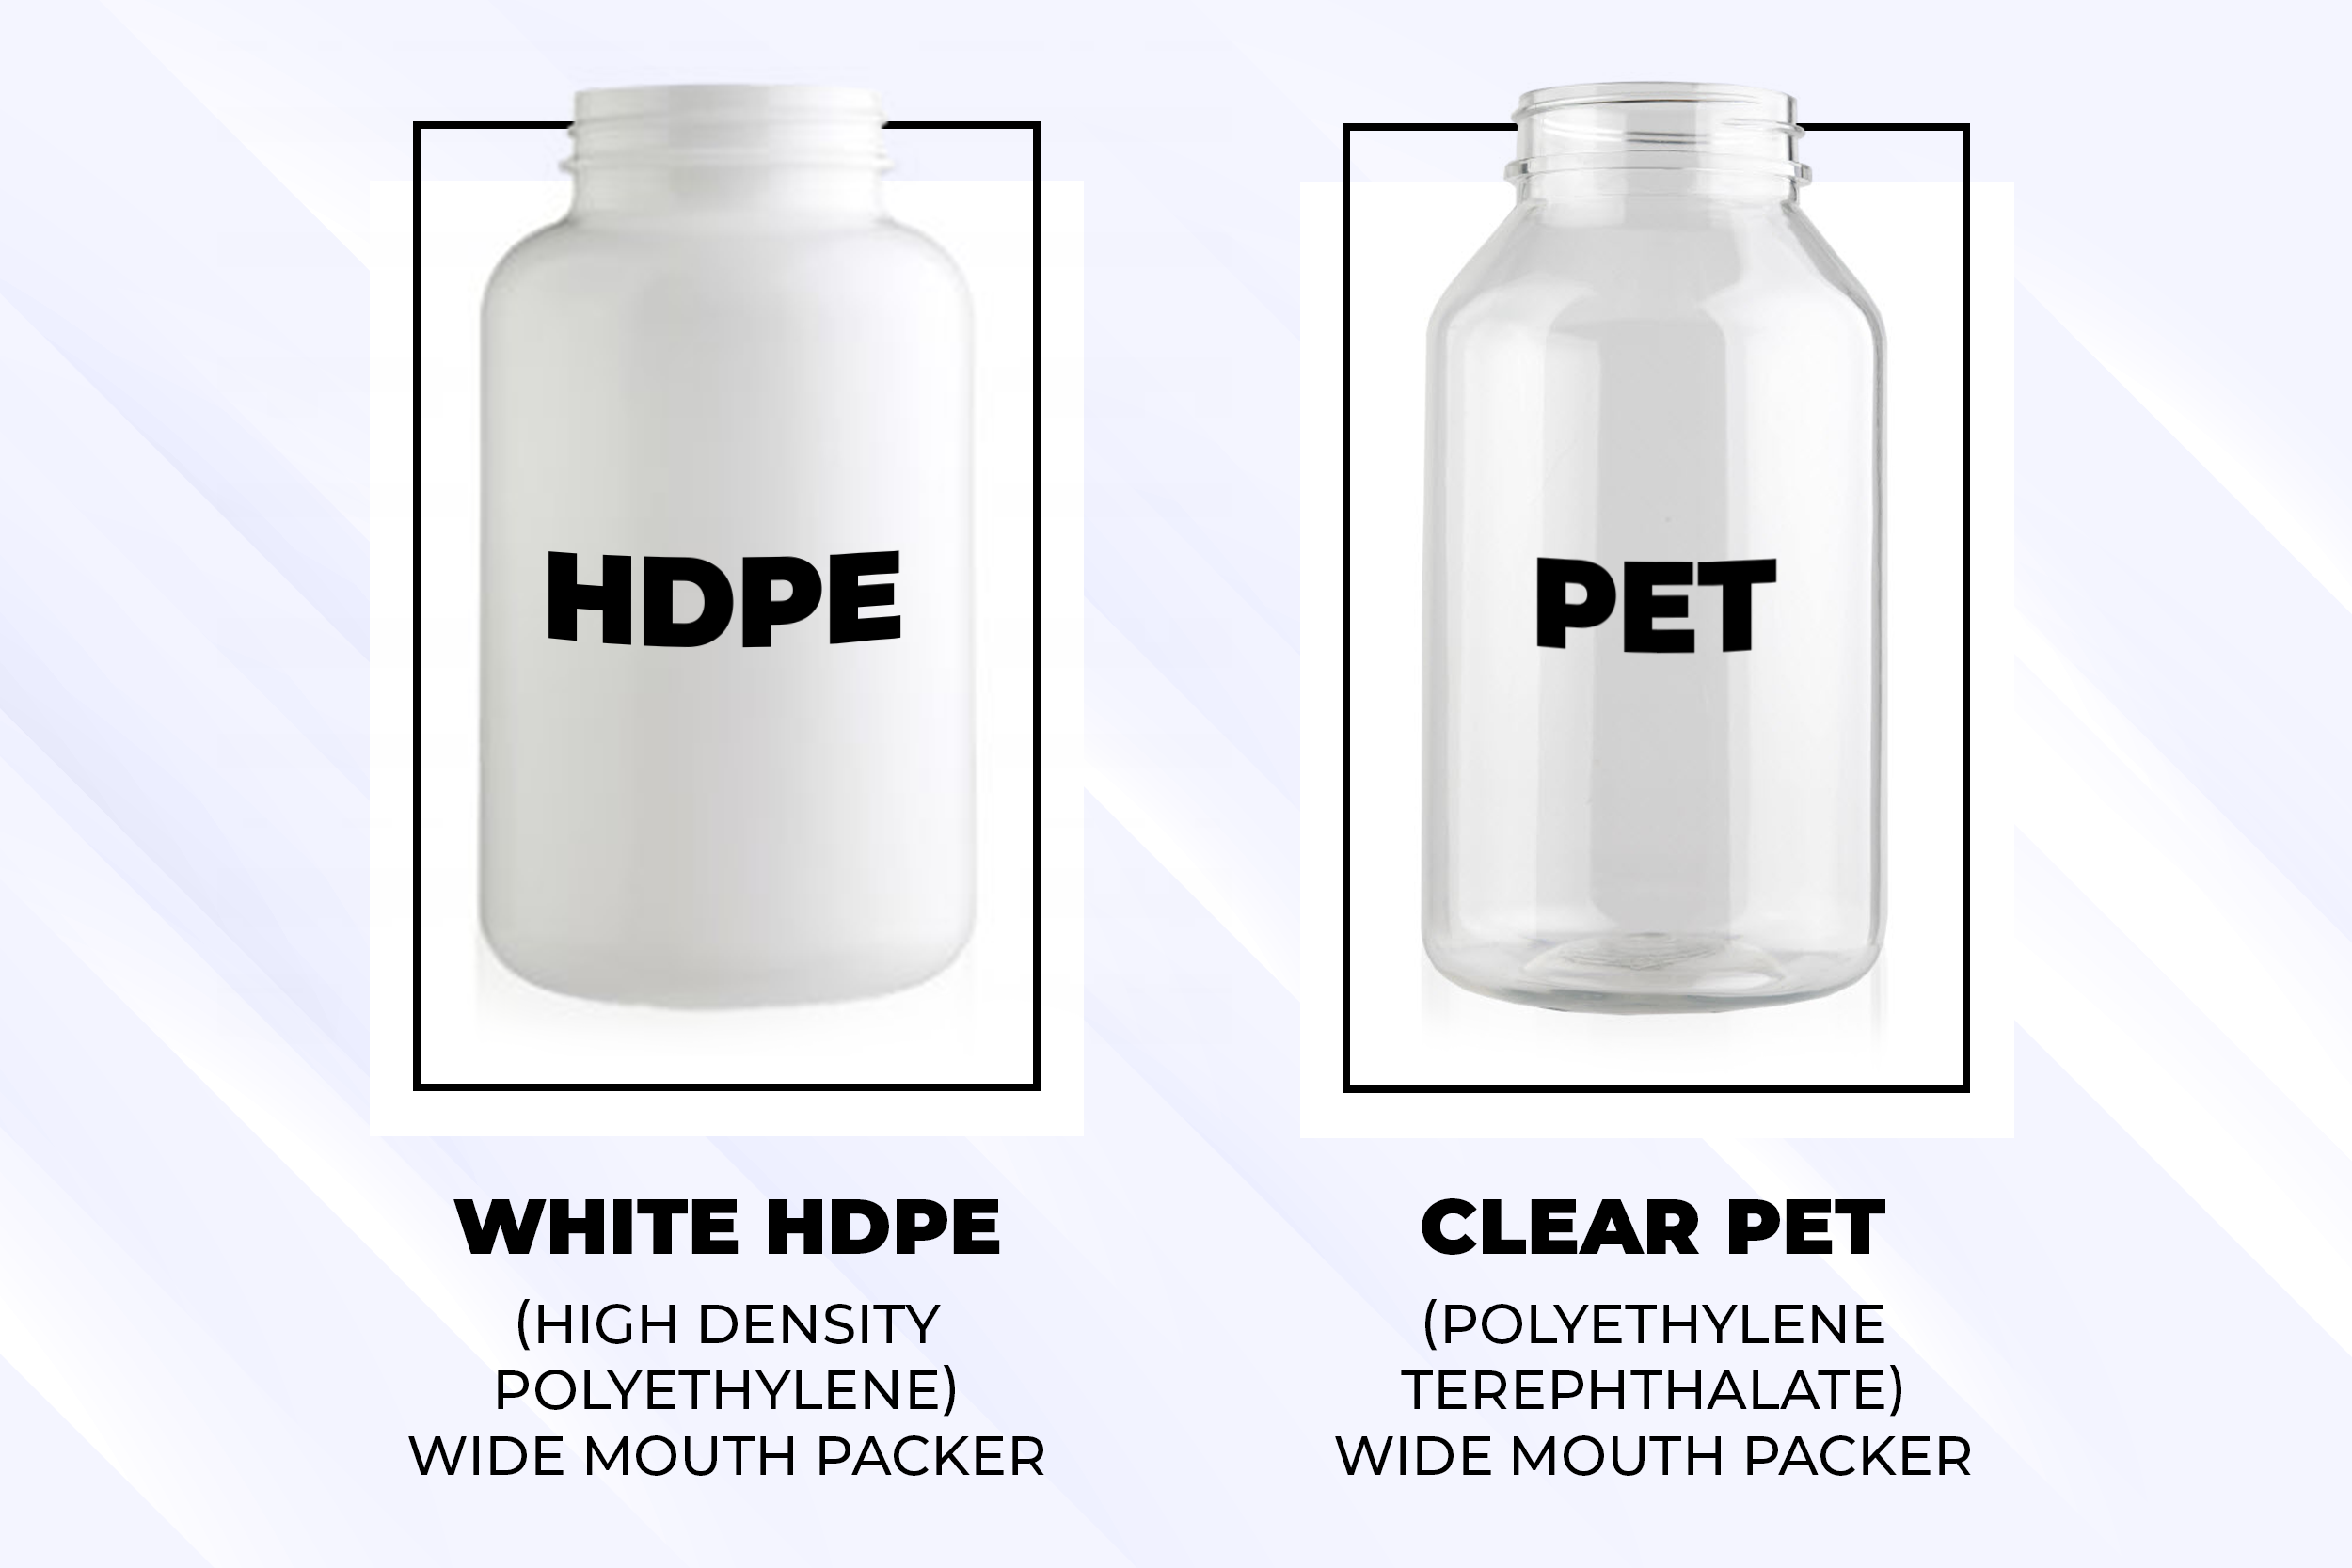 HDPE
WHITE HDPE
(HIGH DENSITY
POLYETHYLENE)
WIDE MOUTH PACKER
PET
CLEAR PET
(POLYETHYLENE
TEREPHTHALATE)
WIDE MOUTH PACKER